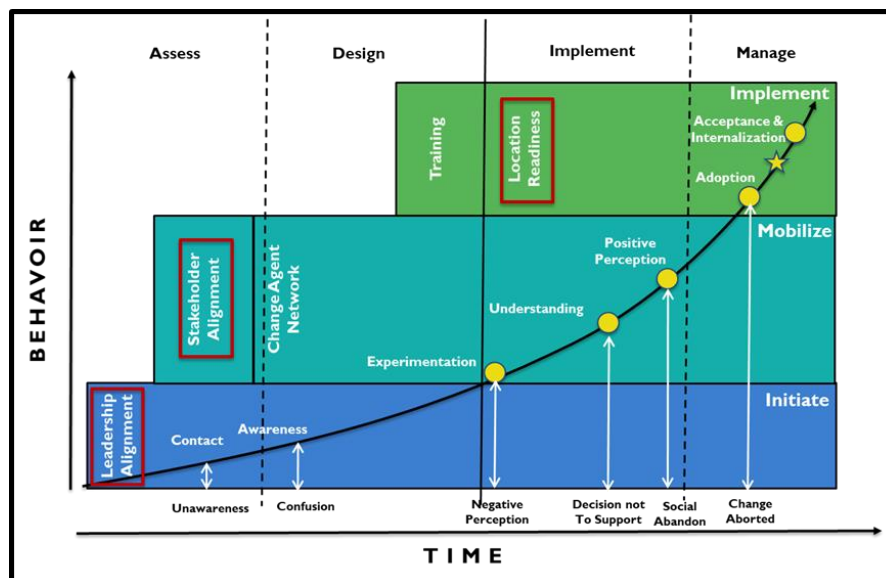 Assess
Design
Implement
Manage
Implement
Acceptance &
Internalization
Training
Location
Readiness
Adoption
Mobilize
Stakeholder
Alignment
Change Agent
Network
Positive
Perception
Understanding
Experimentation
Initiate
Leadership
Alignment
Contact
Awareness
Unawareness
Confusion
Negative
Perception
Decision not
To Support
Social
Abandon
Change
Aborted
BEHAVOIR
TIME